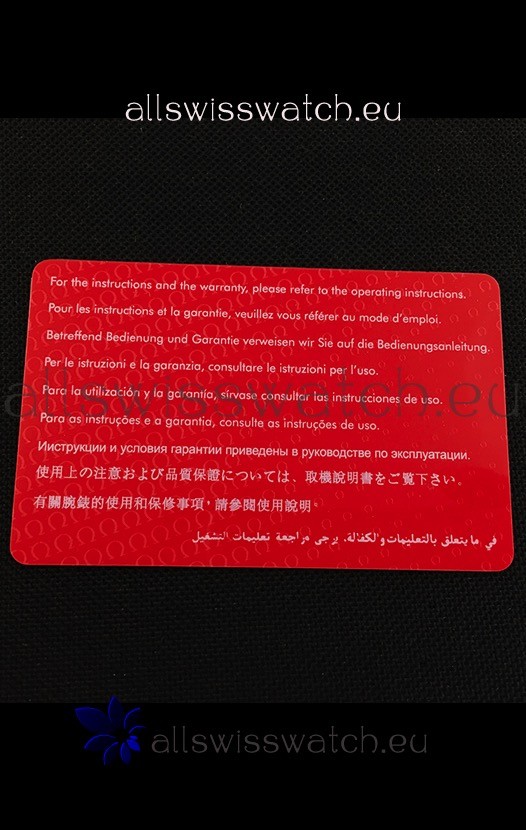 allswisswatch.eu
For the instructions and the warranty, please refer to the operating instructions.
Pour les instructions et la garantie, veuillez vous référer au mode d'emploi.
Betreffend Bedienung und Garantie verweisen wir Sie auf die Bedienungsanleitung.
Per le istruzioni e la garanzia, consultare le istruzioni per l'uso.
allswisswatch.eu
Para la utilización y la garantía, sírvase consultar las instrucciones de uso.
Para as instruções e a garantia, consulte as instruções de uso.
Инструкции и условия гарантии приведены в руководстве по эксплуатации.
使用上の注意および品質保證については、取機說明書をご覽下さい。
有關腕錶的使用和保修事項,請參閱使用說明。
في ما يتعلق بالتعليمات والكفالة، يرجى مراجعة تعليمات التشغيل
allswisswatch.eu